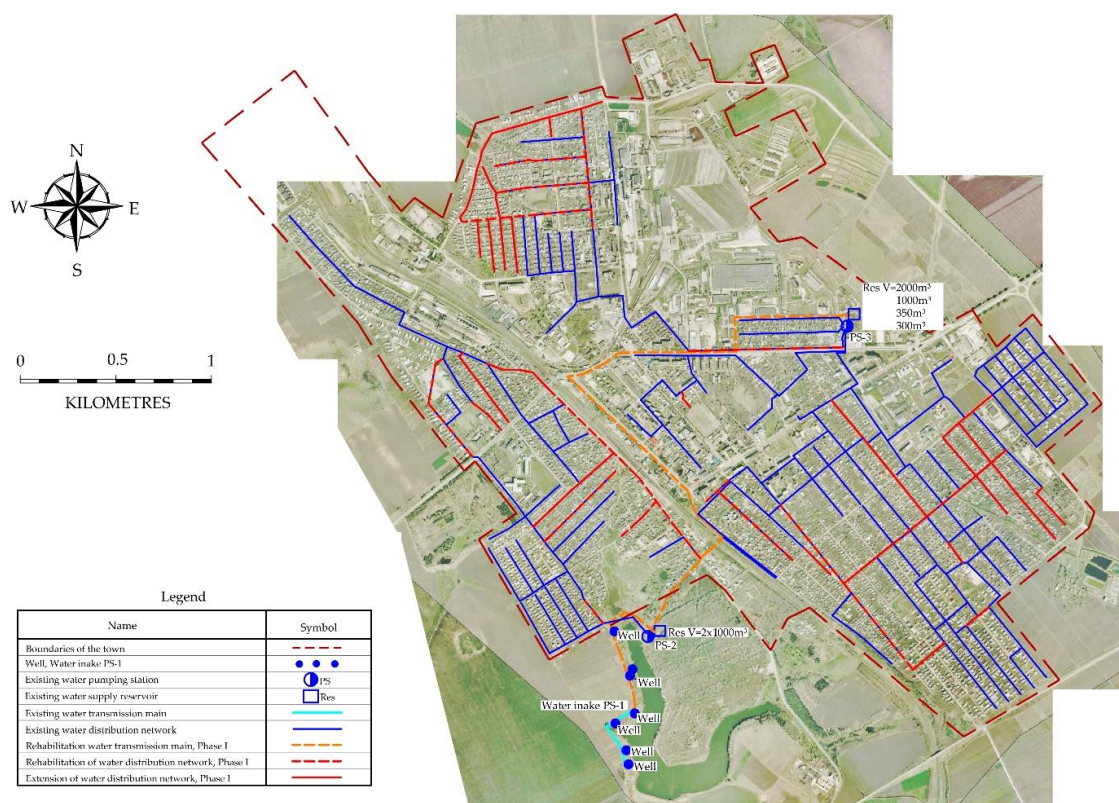 N
W
E
S
0
0.5
1
KILOMETRES
Res V=2000m³
1000m³
350m³
300m³
PS-3
Well
Res V=2x1000m³
PS-2
Well
Water inake PS-1
Well
Well
Well
Well
Legend
Name
Symbol
Boundaries of the town
Well, Water inake PS-1
Existing water pumping station
PS
Existing water supply reservoir
Res
Existing water transmission main
Existing water distribution network
Rehabilitation water transmission main, Phase I
Rehabilitation of water distribution network, Phase I
Extension of water distribution network, Phase I